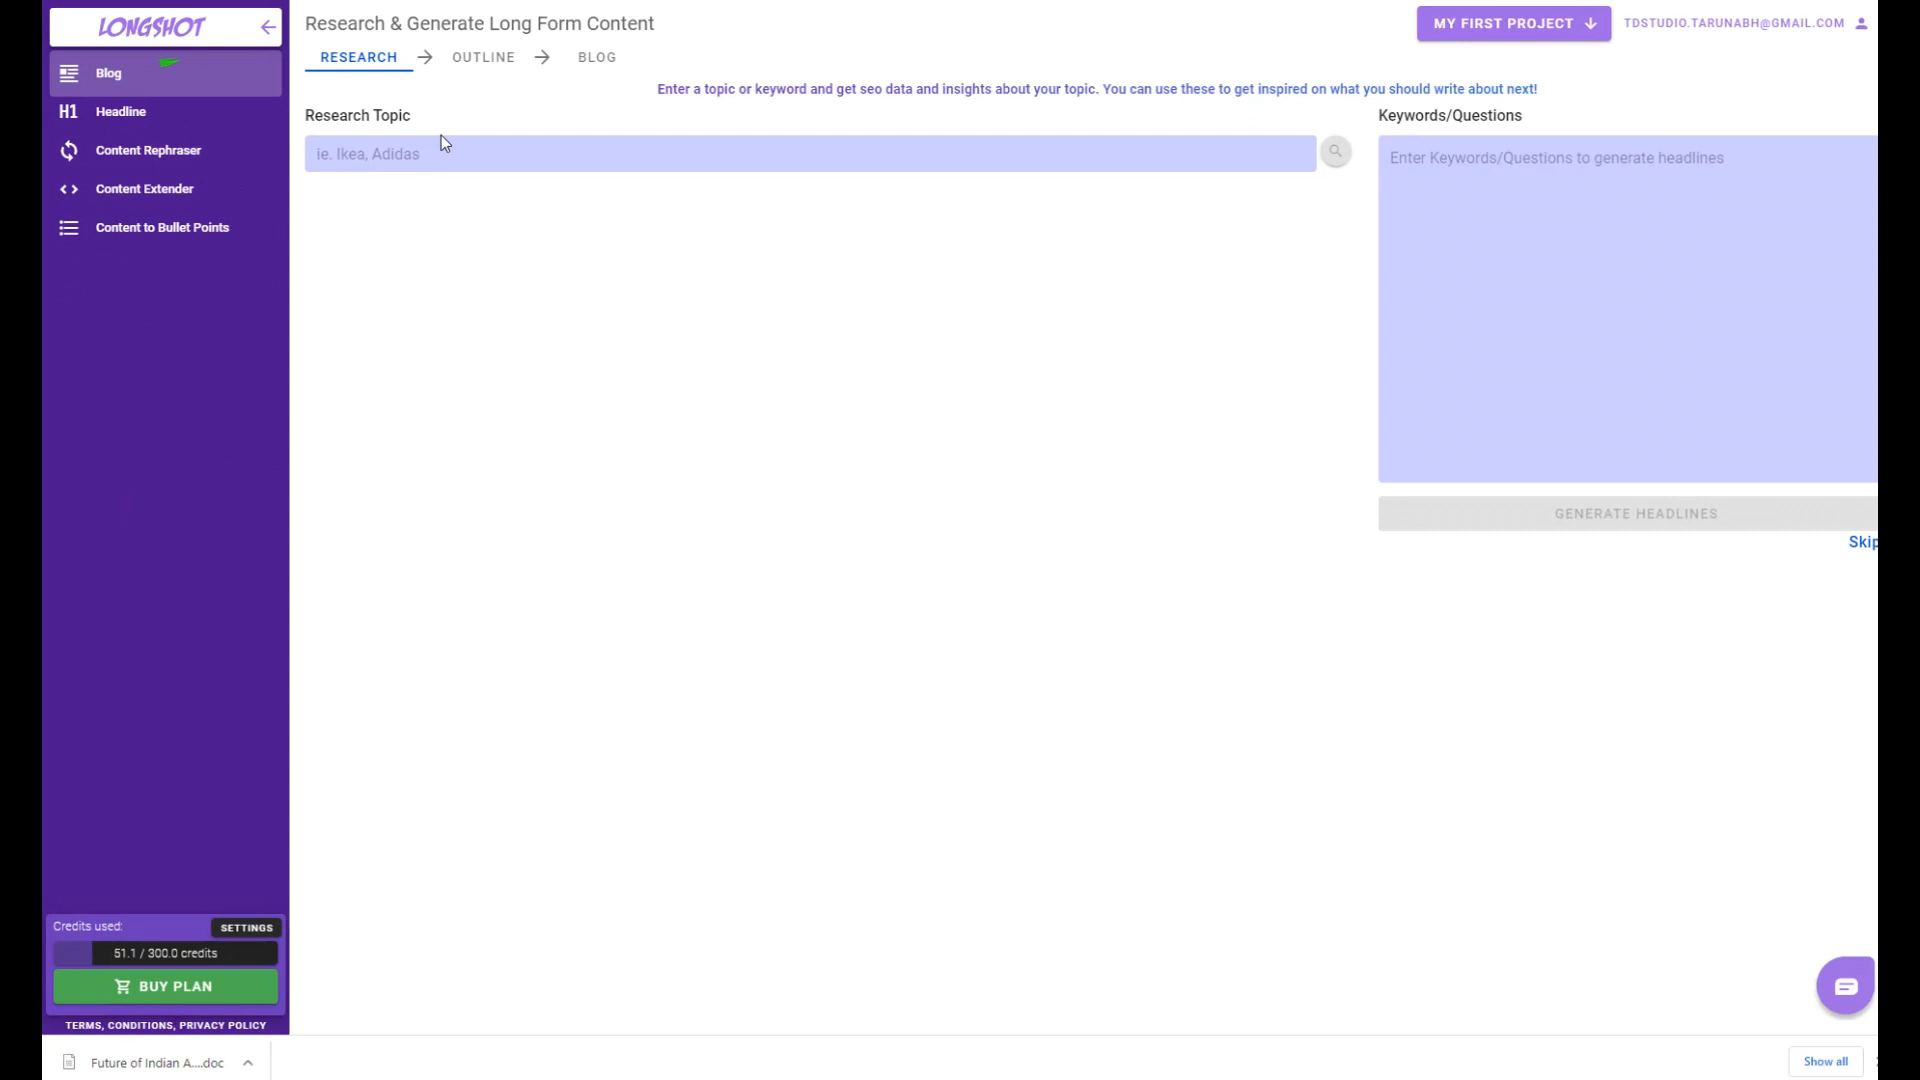 LONGSHOT
Blog
H1 Headline
Content Rephraser
Content Extender
Content to Bullet Points
Credits used:
SETTINGS
51.1 / 300.0 credits
BUY PLAN
TERMS, CONDITIONS, PRIVACY POLICY
Research & Generate Long Form Content
MY FIRST PROJECT
TDSTUDIO.TARUNABH@GMAIL.COM
RESEARCH
OUTLINE
BLOG
Enter a topic or keyword and get seo data and insights about your topic. You can use these to get inspired on what you should write about next!
Research Topic
ie. Ikea, Adidas
Keywords/Questions
Enter Keywords/Questions to generate headlines
GENERATE HEADLINES
Skip
Future of Indian A....doc
Show all